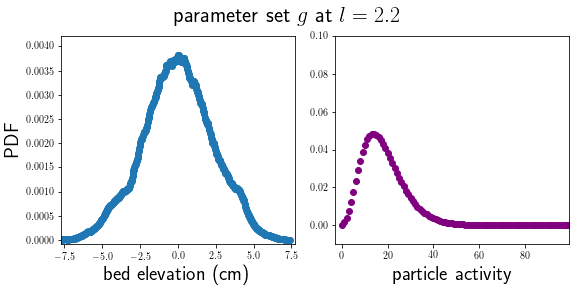 parameter set g at l = 2.2
PDF
0.0040
0.0035
0.0030
0.0025
0.0020
0.0015
0.0010
0.0005
0.0000
−7.5 −5.0 −2.5 0.0 2.5 5.0 7.5
bed elevation (cm)
0.10
0.08
0.06
0.04
0.02
0.00
0 20 40 60 80
particle activity